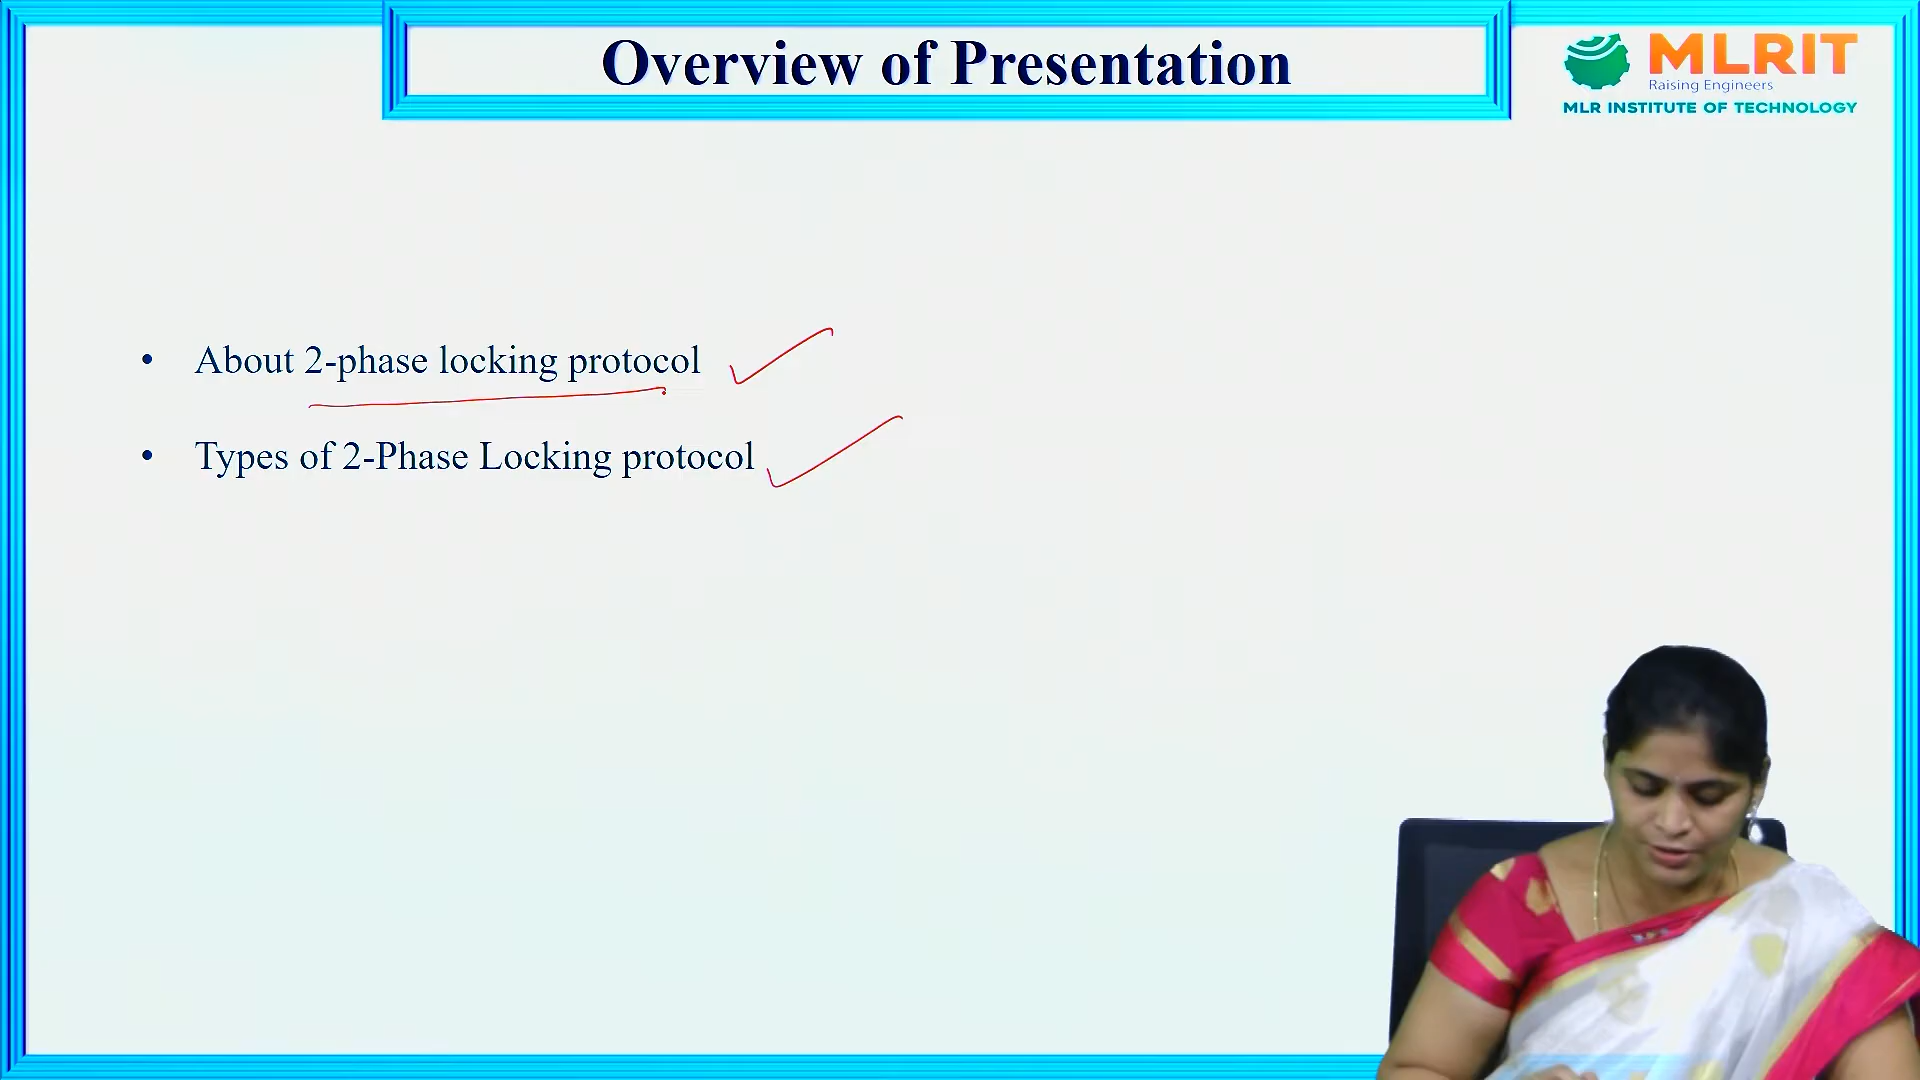 Overview of Presentation
MLRIT
Raising Engineers
MLR INSTITUTE OF TECHNOLOGY
• About 2-phase locking protocol
• Types of 2-Phase Locking protocol